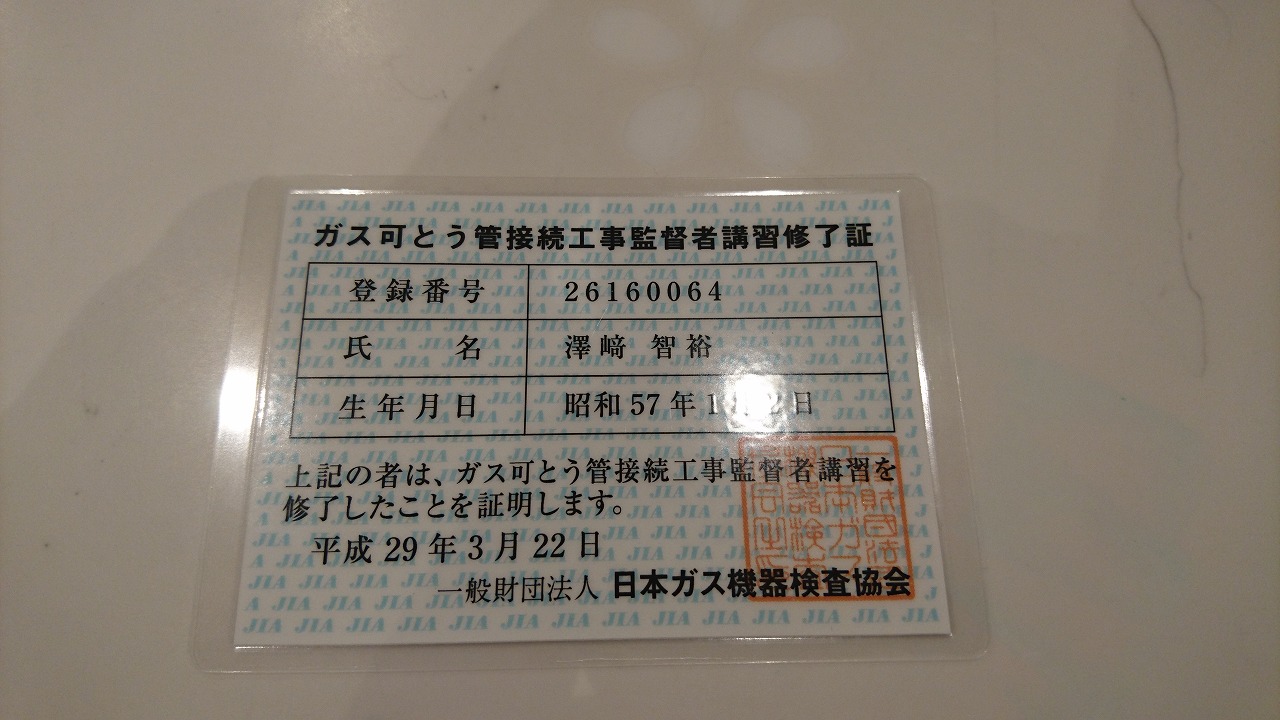 ガス可とう管接続工事監督者講習修了証
登録番号 26160064
氏名 澤﨑 智裕
生年月日 昭和57年1 2日
上記の者は、ガス可とう管接続工事監督者講習を
修了したことを証明します。
平成29年3月22日
一般財団法人 日本ガス機器検査協会